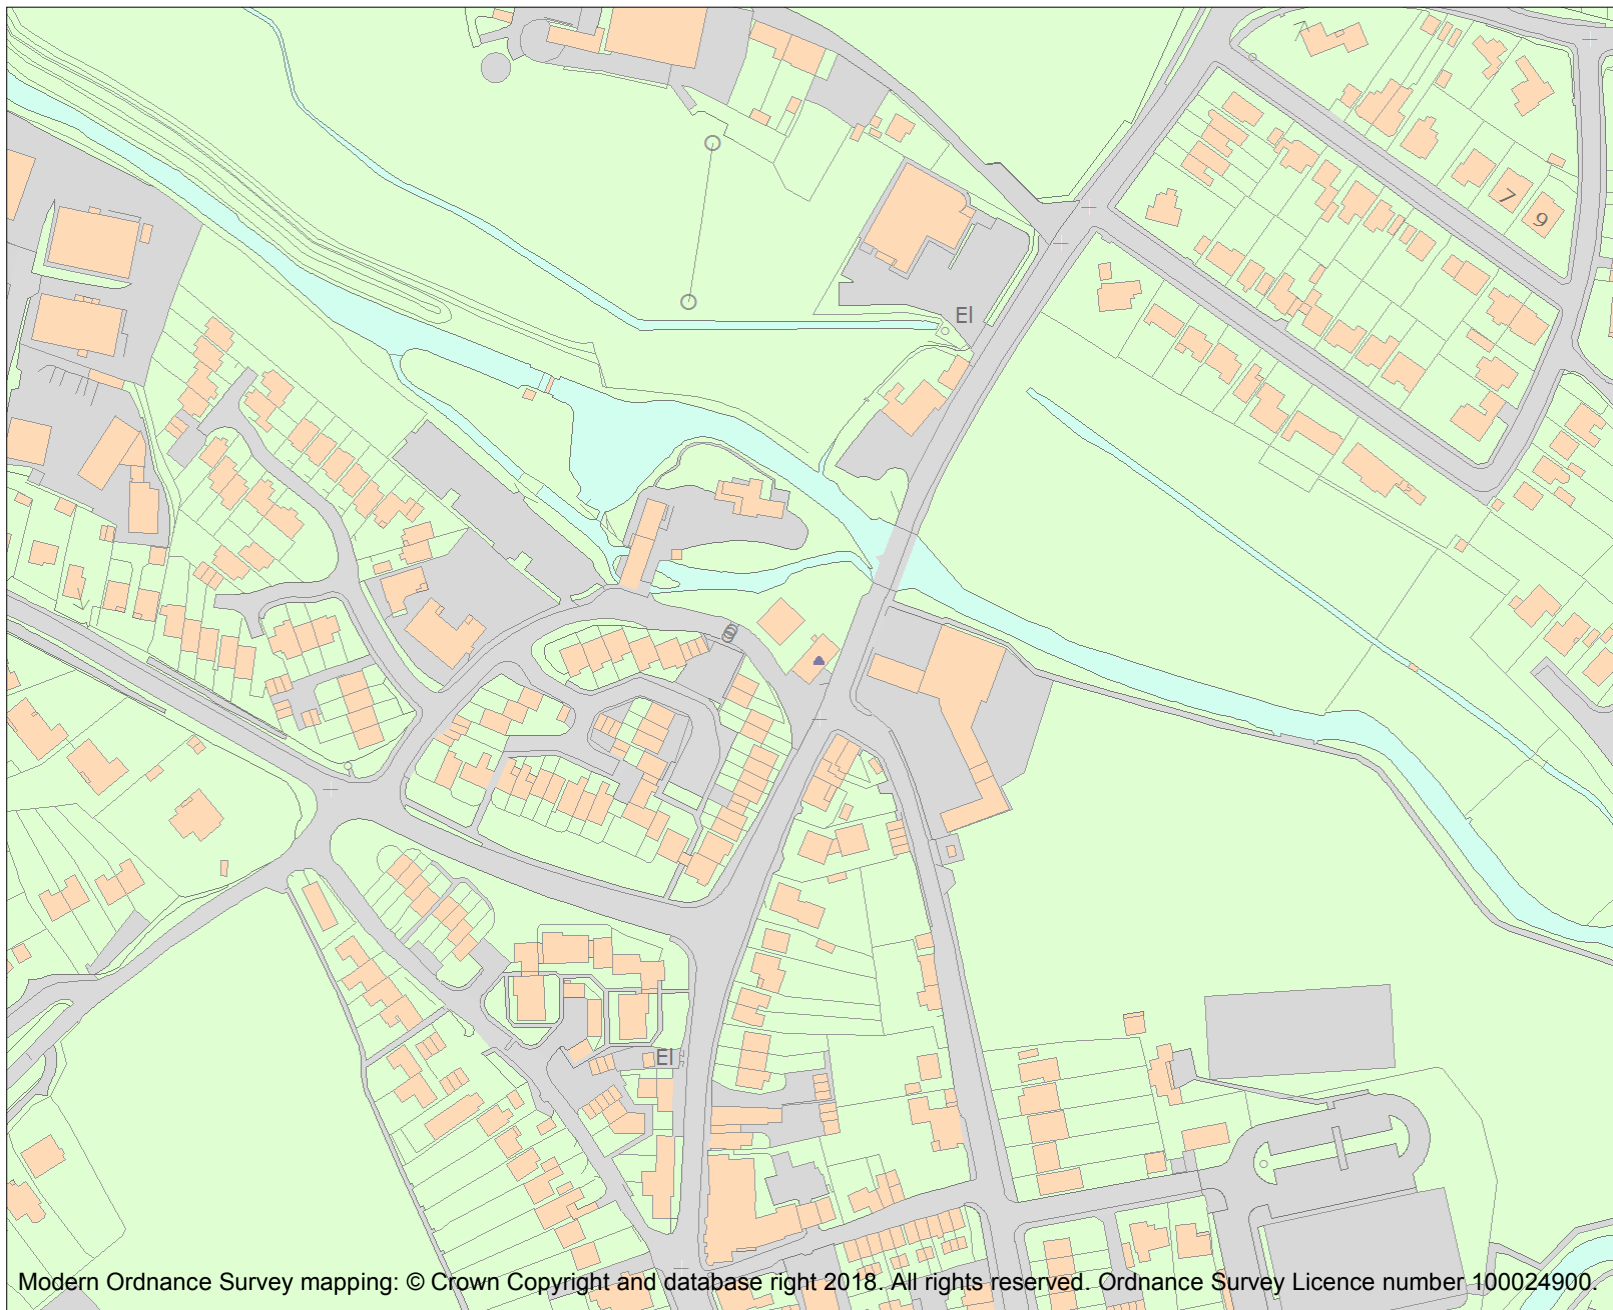 7
9
El
El
Modern Ordnance Survey mapping: © Crown Copyright and database right 2018. All rights reserved. Ordnance Survey Licence number 100024900.